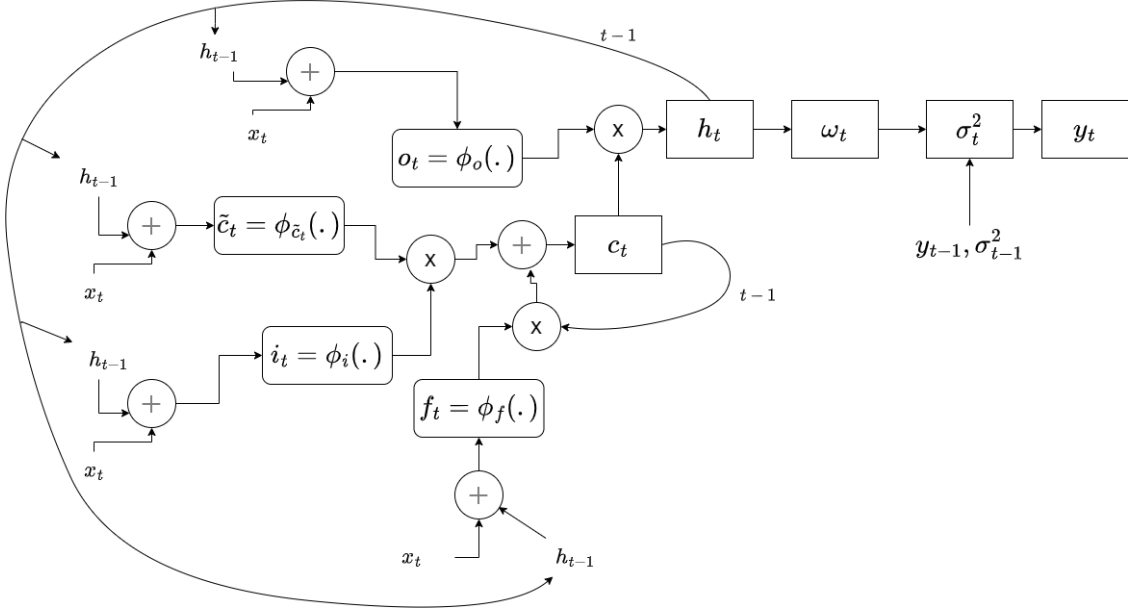 t − 1
h_{t−1}
+
x_t
o_t = ϕ_o(.)
x
h_t
ω_t
σ_t^2
y_t
h_{t−1}
+
x_t
c̃_t = ϕ_{c̃_t}(.)
x
+
c_t
y_{t−1}, σ_{t−1}^2
t − 1
x
h_{t−1}
+
x_t
i_t = ϕ_i(.)
f_t = ϕ_f(.)
+
x_t
h_{t−1}